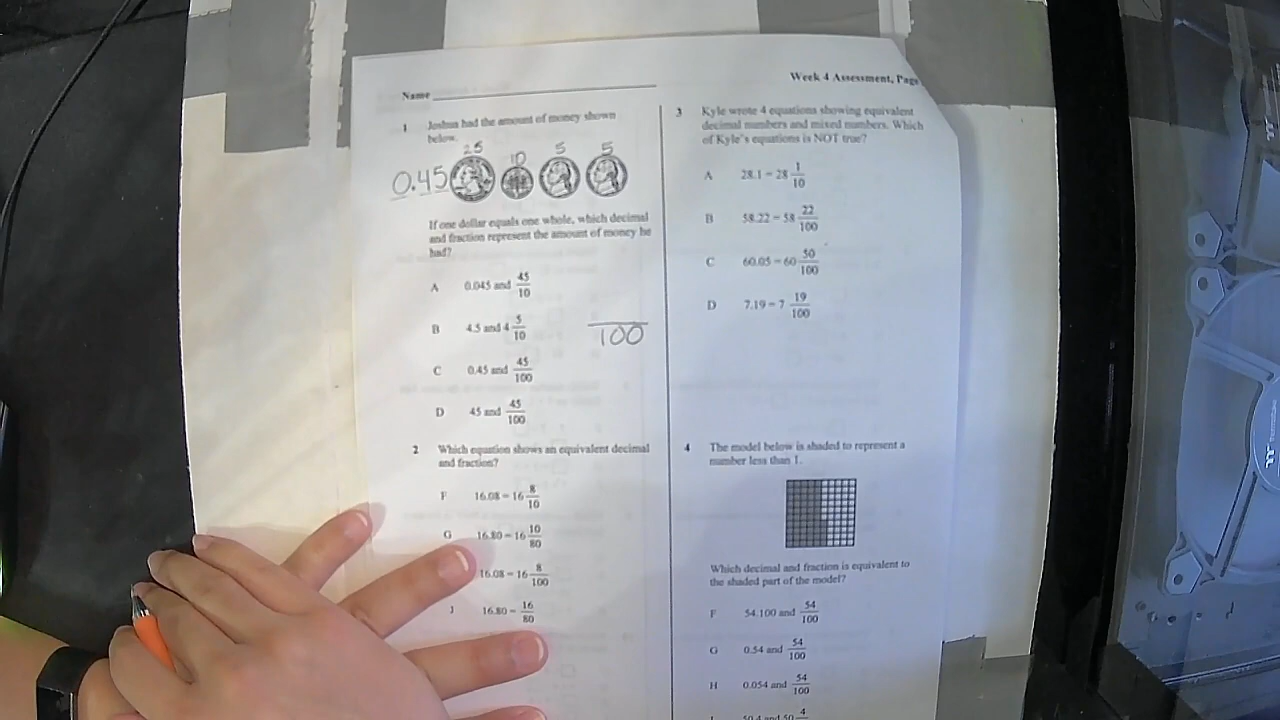 Week 4 Assessment, Page
Name
1 Joshua had the amount of money shown
below.
25 10 5 5
0.45
If one dollar equals one whole, which decimal
and fraction represent the amount of money he
had?
A 0.045 and 45/10
B 4.5 and 4 5/10
100
C 0.45 and 45/100
D 45 and 45/100
2 Which equation shows an equivalent decimal
and fraction?
F 16.08 = 16 8/10
G 16.80 = 16 10/80
16.08 = 16 8/100
J 16.80 = 16/80
3 Kyle wrote 4 equations showing equivalent
decimal numbers and mixed numbers. Which
of Kyle's equations is NOT true?
A 28.1 = 28 1/10
B 58.22 = 58 22/100
C 60.05 = 60 50/100
D 7.19 = 7 19/100
4 The model below is shaded to represent a
number less than 1.
Which decimal and fraction is equivalent to
the shaded part of the model?
F 54.100 and 54/100
G 0.54 and 54/100
H 0.054 and 54/100
50.4 and 50 4